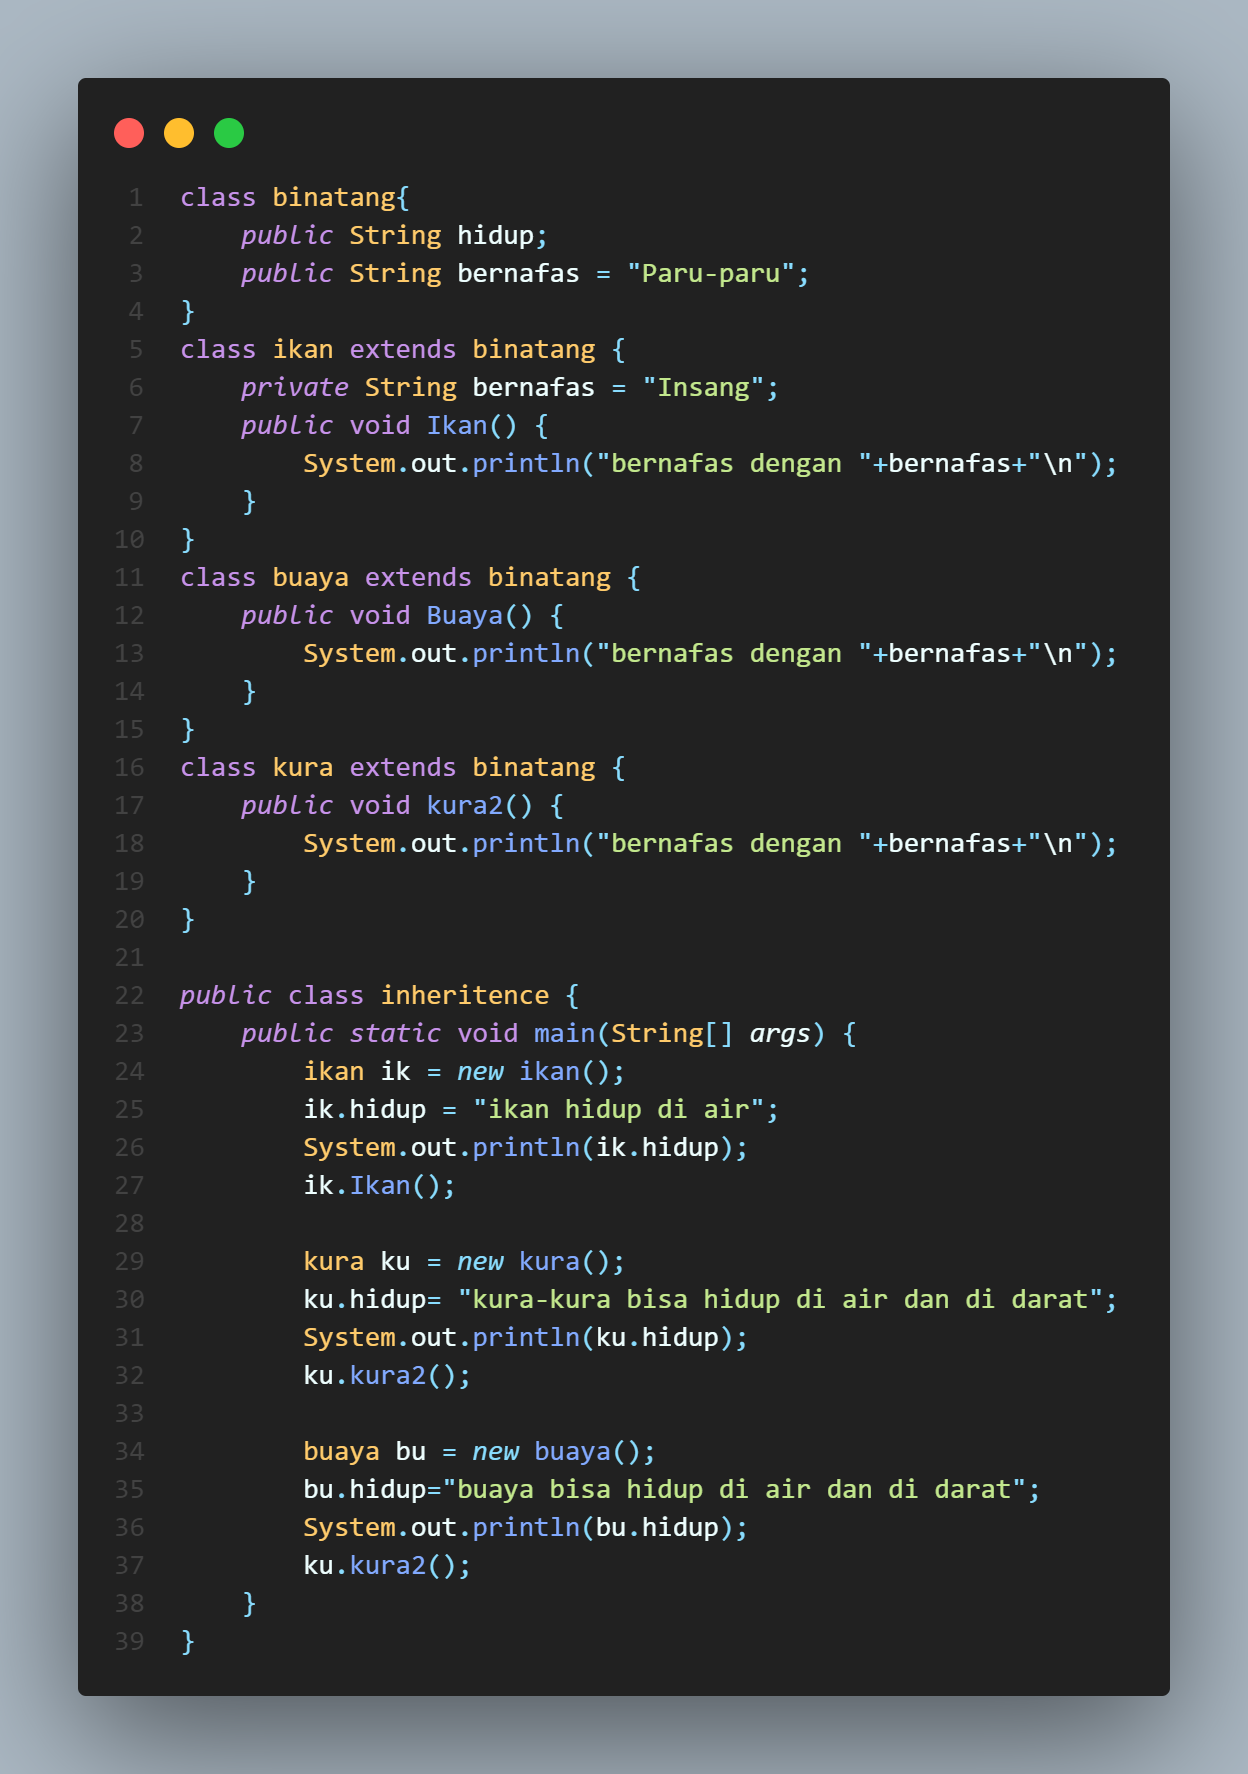 1 class binatang{
2     public String hidup;
3     public String bernafas = "Paru-paru";
4 }
5 class ikan extends binatang {
6     private String bernafas = "Insang";
7     public void Ikan() {
8         System.out.println("bernafas dengan "+bernafas+"\n");
9     }
10 }
11 class buaya extends binatang {
12     public void Buaya() {
13         System.out.println("bernafas dengan "+bernafas+"\n");
14     }
15 }
16 class kura extends binatang {
17     public void kura2() {
18         System.out.println("bernafas dengan "+bernafas+"\n");
19     }
20 }
21
22 public class inheritence {
23     public static void main(String[] args) {
24         ikan ik = new ikan();
25         ik.hidup = "ikan hidup di air";
26         System.out.println(ik.hidup);
27         ik.Ikan();
28
29         kura ku = new kura();
30         ku.hidup= "kura-kura bisa hidup di air dan di darat";
31         System.out.println(ku.hidup);
32         ku.kura2();
33
34         buaya bu = new buaya();
35         bu.hidup="buaya bisa hidup di air dan di darat";
36         System.out.println(bu.hidup);
37         ku.kura2();
38     }
39 }